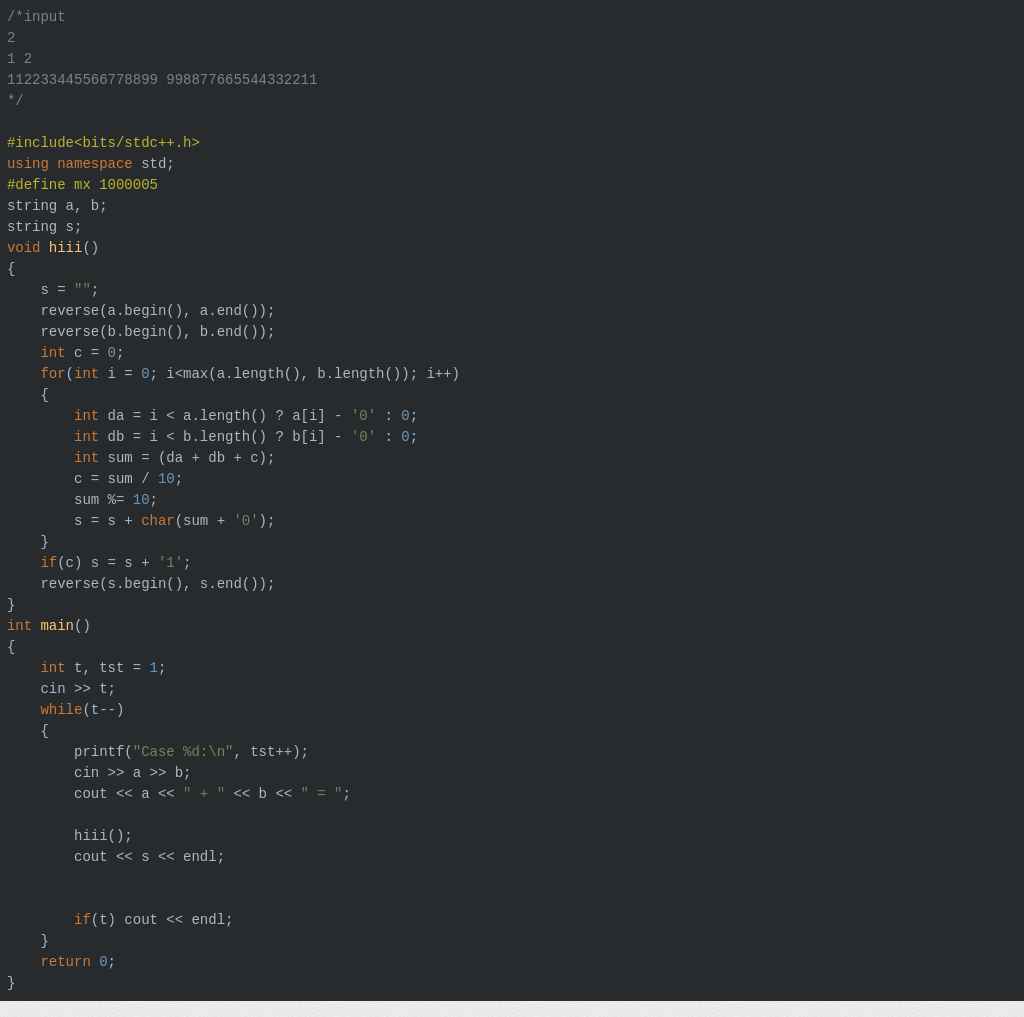 /*input
2
1 2
112233445566778899 998877665544332211
*/

#include<bits/stdc++.h>
using namespace std;
#define mx 1000005
string a, b;
string s;
void hiii()
{
    s = "";
    reverse(a.begin(), a.end());
    reverse(b.begin(), b.end());
    int c = 0;
    for(int i = 0; i<max(a.length(), b.length()); i++)
    {
        int da = i < a.length() ? a[i] - '0' : 0;
        int db = i < b.length() ? b[i] - '0' : 0;
        int sum = (da + db + c);
        c = sum / 10;
        sum %= 10;
        s = s + char(sum + '0');
    }
    if(c) s = s + '1';
    reverse(s.begin(), s.end());
}
int main()
{
    int t, tst = 1;
    cin >> t;
    while(t--)
    {
        printf("Case %d:\n", tst++);
        cin >> a >> b;
        cout << a << " + " << b << " = ";

        hiii();
        cout << s << endl;


        if(t) cout << endl;
    }
    return 0;
}